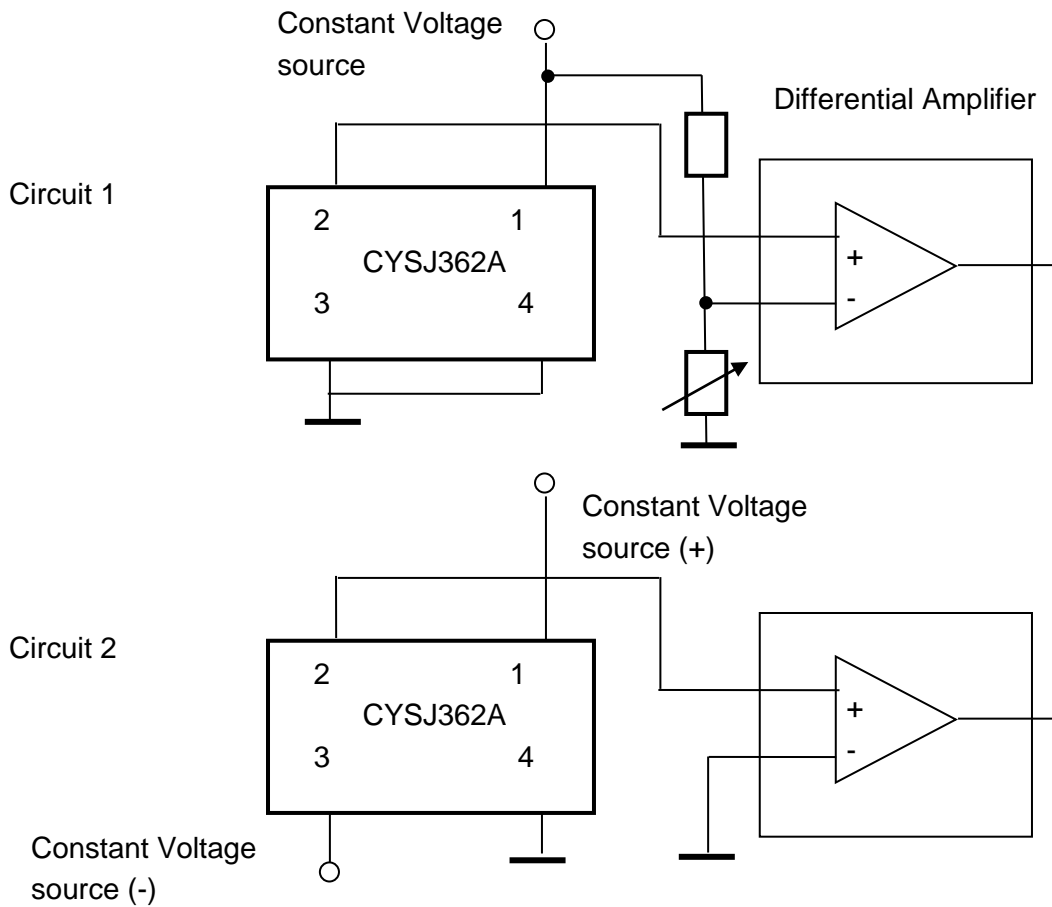 Constant Voltage
source
Differential Amplifier
Circuit 1
2 1
CYSJ362A
3 4
+
-
Constant Voltage
source (+)
Circuit 2
2 1
CYSJ362A
3 4
+
-
Constant Voltage
source (-)